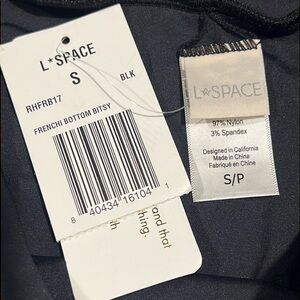 L*SPACE
S
RHFRB17
BLK
FRENCHI BOTTOM BITSY
8 40434 16104 1
and that
thing.
th
L*SPACE
97% Nylon
3% Spandex
Designed in California
Made in China
Fabriqué en Chine
S/P